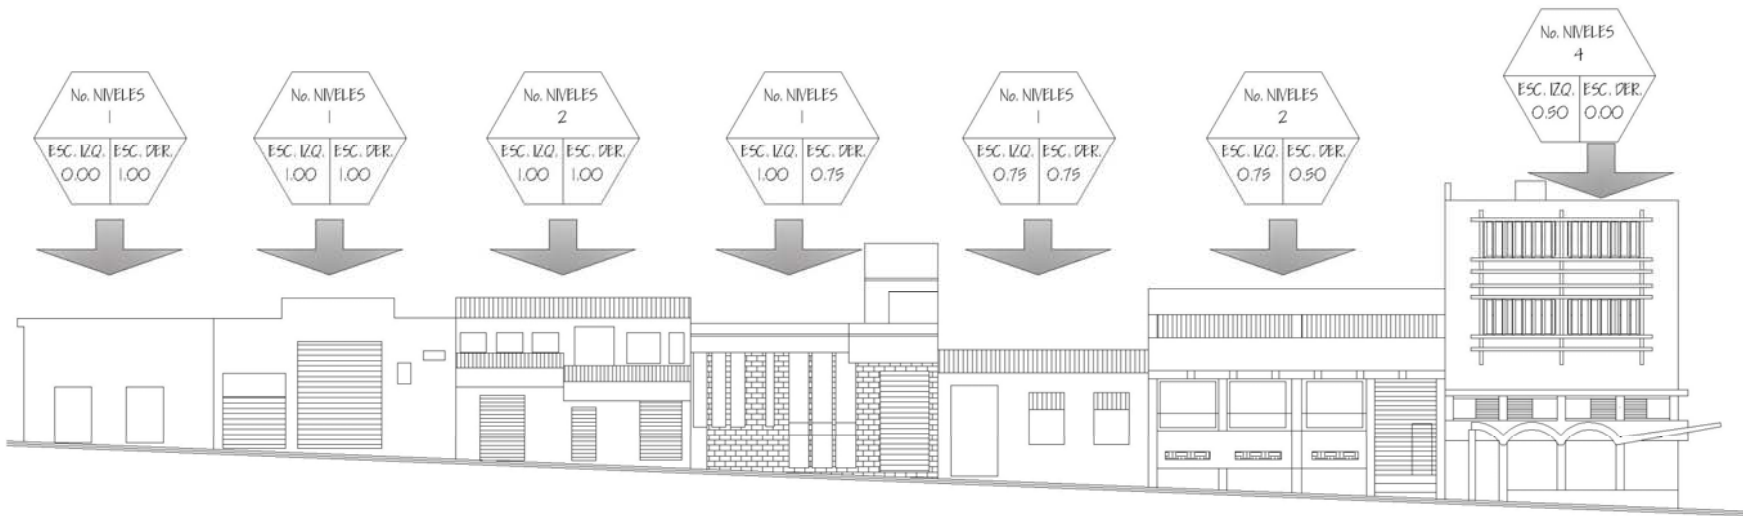 No. NIVELES
1
ESC. IZQ. ESC. DER.
0.00 1.00
No. NIVELES
1
ESC. IZQ. ESC. DER.
1.00 1.00
No. NIVELES
2
ESC. IZQ. ESC. DER.
1.00 1.00
No. NIVELES
1
ESC. IZQ. ESC. DER.
1.00 0.75
No. NIVELES
1
ESC. IZQ. ESC. DER.
0.75 0.75
No. NIVELES
2
ESC. IZQ. ESC. DER.
0.75 0.50
No. NIVELES
4
ESC. IZQ. ESC. DER.
0.50 0.00